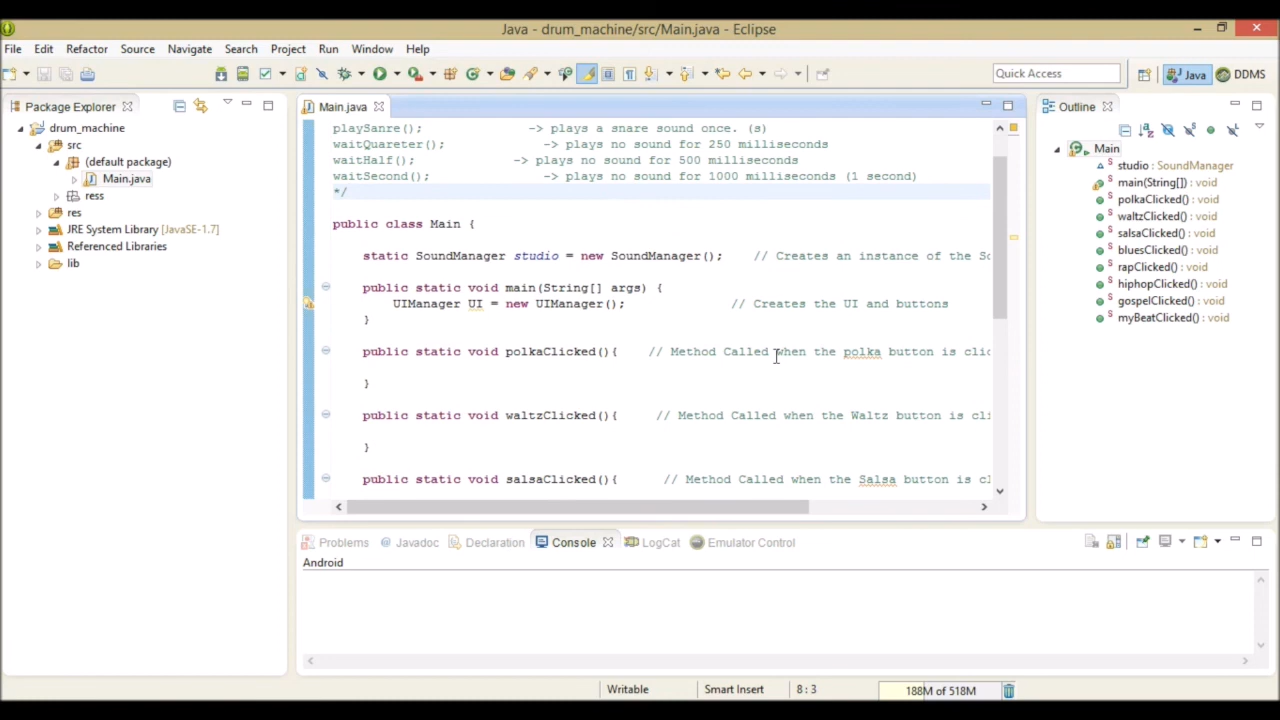 Java - drum_machine/src/Main.java - Eclipse
File Edit Refactor Source Navigate Search Project Run Window Help
Quick Access
Java
DDMS
Package Explorer
drum_machine
src
(default package)
Main.java
ress
res
JRE System Library [JavaSE-1.7]
Referenced Libraries
lib
Main.java
playSanre(); -> plays a snare sound once. (s)
waitQuareter(); -> plays no sound for 250 milliseconds
waitHalf(); -> plays no sound for 500 milliseconds
waitSecond(); -> plays no sound for 1000 milliseconds (1 second)
*/
public class Main {
static SoundManager studio = new SoundManager(); // Creates an instance of the So
public static void main(String[] args) {
UIManager UI = new UIManager(); // Creates the UI and buttons
}
public static void polkaClicked(){ // Method Called when the polka button is clic
}
public static void waltzClicked(){ // Method Called when the Waltz button is cli
}
public static void salsaClicked(){ // Method Called when the Salsa button is cl
Outline
Main
studio : SoundManager
main(String[]) : void
polkaClicked() : void
waltzClicked() : void
salsaClicked() : void
bluesClicked() : void
rapClicked() : void
hiphopClicked() : void
gospelClicked() : void
myBeatClicked() : void
Problems @ Javadoc Declaration Console LogCat Emulator Control
Android
Writable Smart Insert 8 : 3 188M of 518M